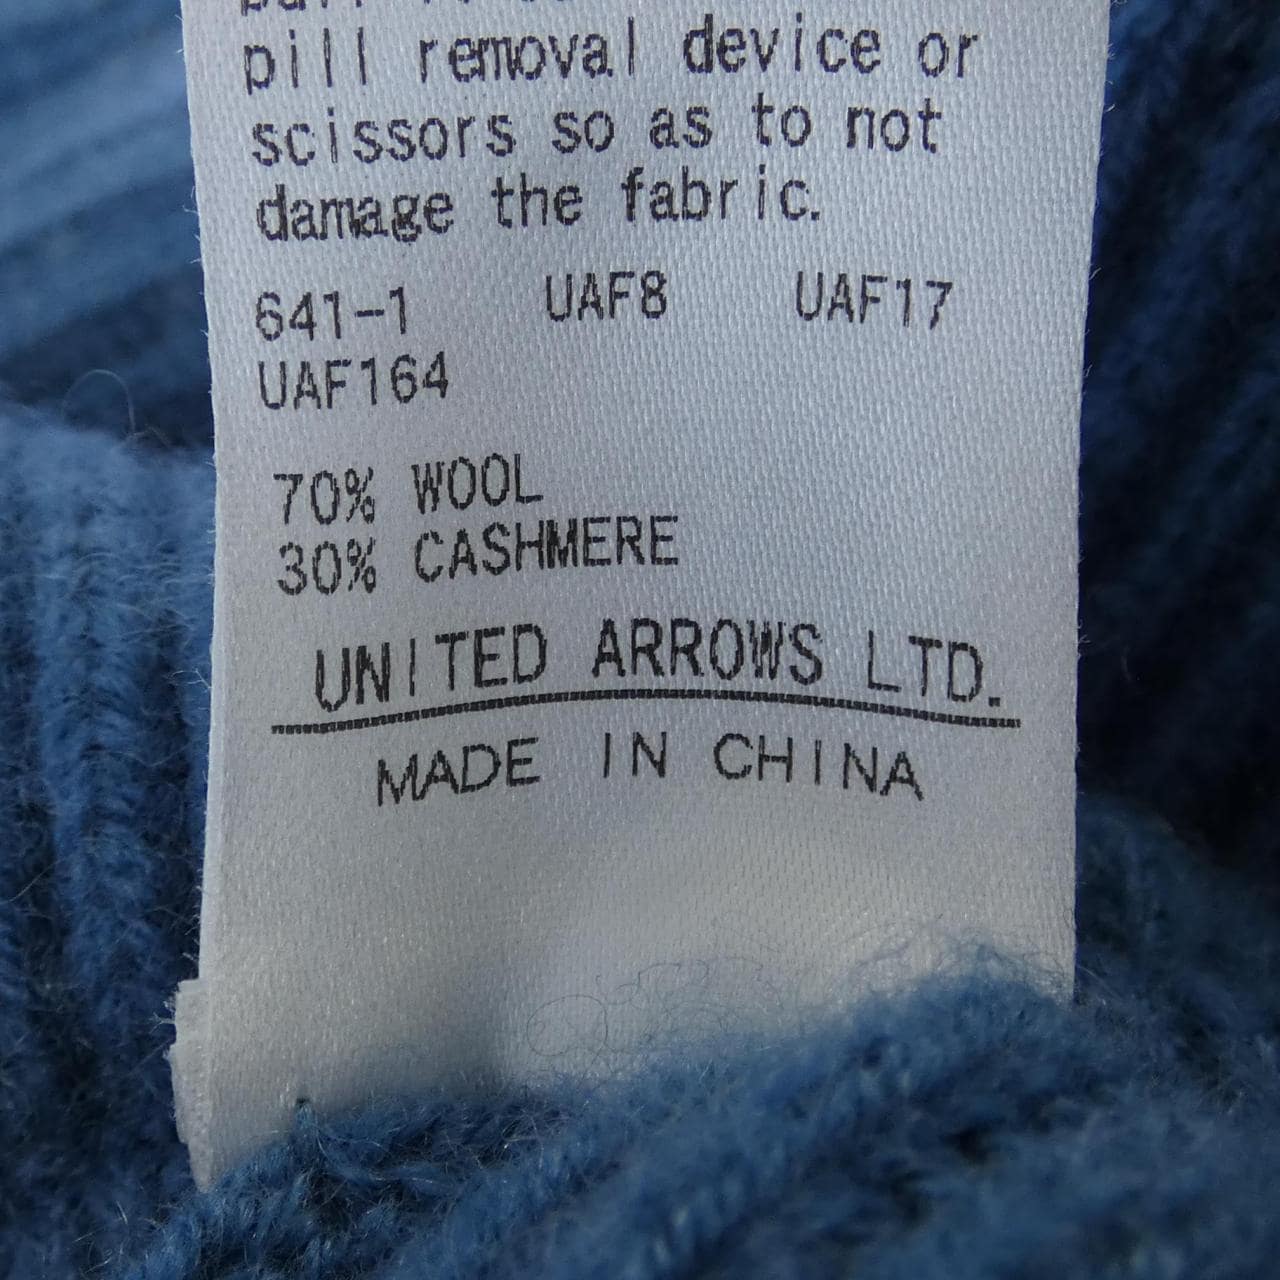 pill removal device or
scissors so as to not
damage the fabric.
641-1 UAF8 UAF17
UAF164
70% WOOL
30% CASHMERE
UNITED ARROWS LTD.
MADE IN CHINA